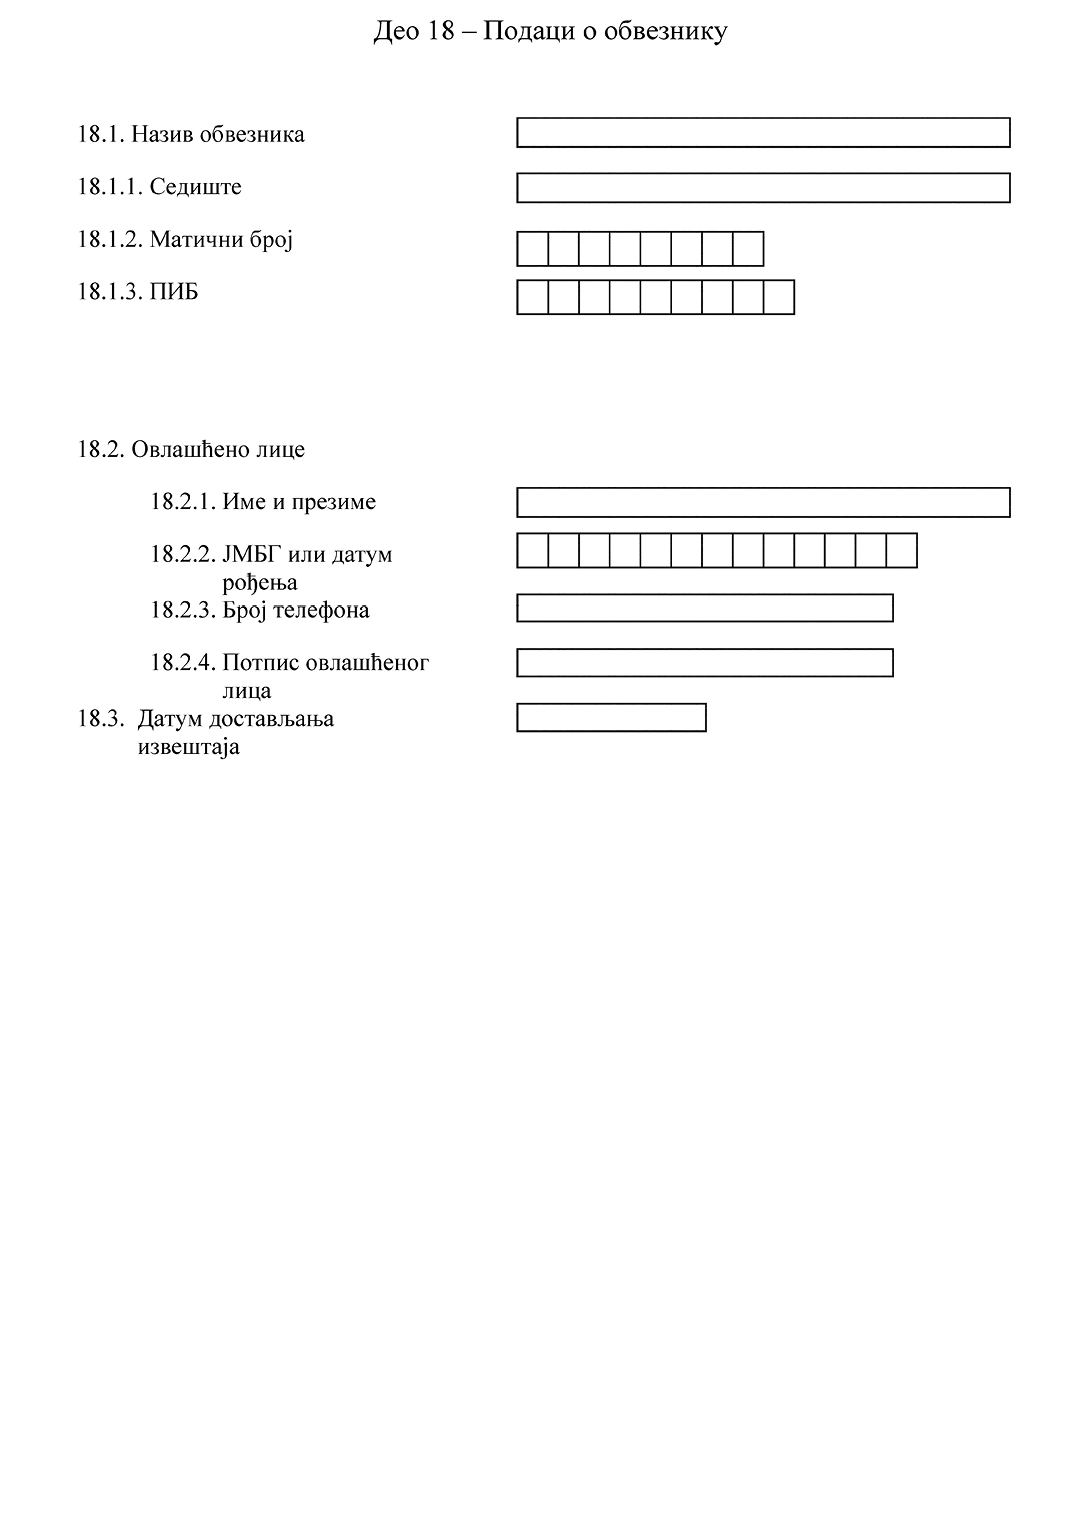 Део 18 – Подаци о обвезнику
18.1. Назив обвезника
18.1.1. Седиште
18.1.2. Матични број
18.1.3. ПИБ
18.2. Овлашћено лице
18.2.1. Име и презиме
18.2.2. ЈМБГ или датум
рођења
18.2.3. Број телефона
18.2.4. Потпис овлашћеног
лица
18.3. Датум достављања
извештаја